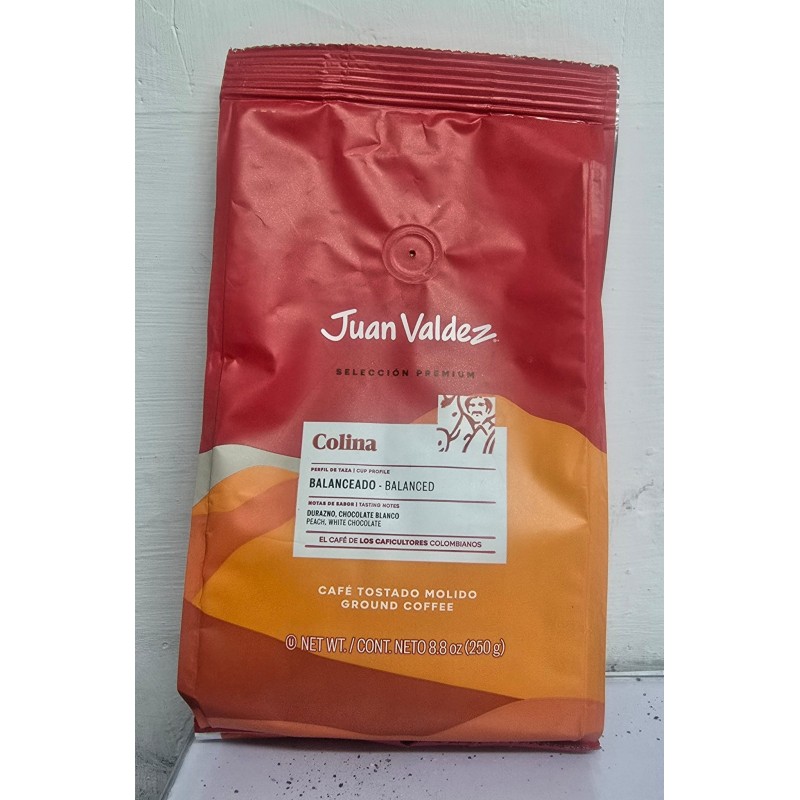 Juan Valdez
SELECCIÓN PREMIUM
Colina
PERFIL DE TAZA | CUP PROFILE
BALANCEADO - BALANCED
NOTAS DE SABOR | TASTING NOTES
DURAZNO, CHOCOLATE BLANCO
PEACH, WHITE CHOCOLATE
EL CAFÉ DE LOS CAFICULTORES COLOMBIANOS
CAFÉ TOSTADO MOLIDO
GROUND COFFEE
Ⓤ NET WT. / CONT. NETO 8.8 oz (250 g)